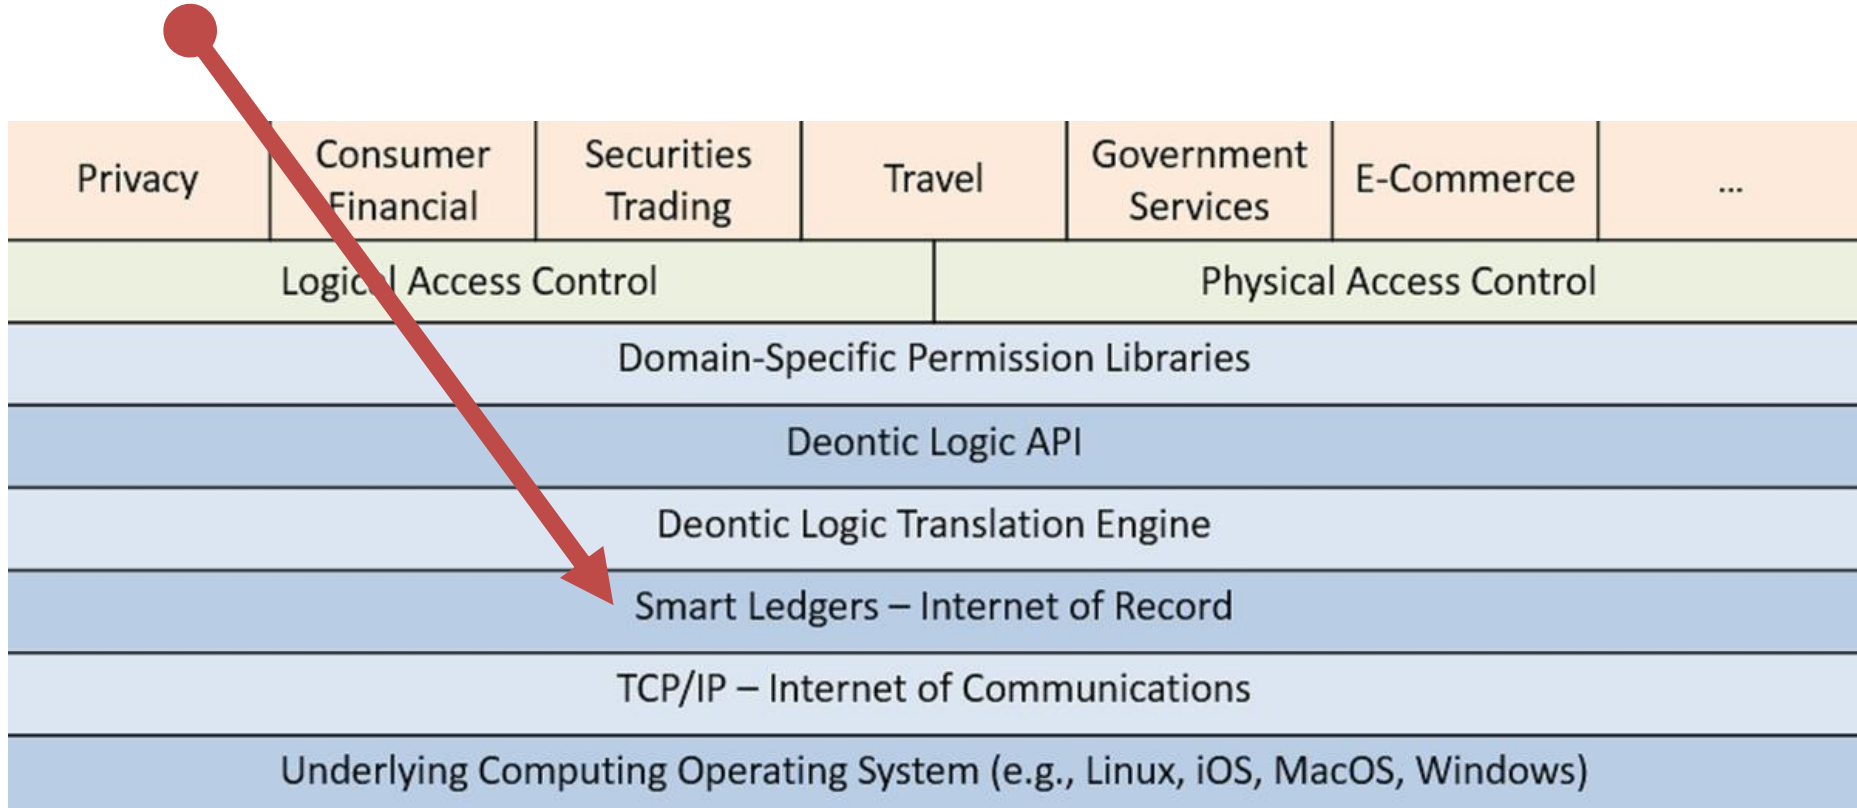 Privacy
Consumer
Financial
Securities
Trading
Travel
Government
Services
E-Commerce
...
Logical Access Control
Physical Access Control
Domain-Specific Permission Libraries
Deontic Logic API
Deontic Logic Translation Engine
Smart Ledgers – Internet of Record
TCP/IP – Internet of Communications
Underlying Computing Operating System (e.g., Linux, iOS, MacOS, Windows)